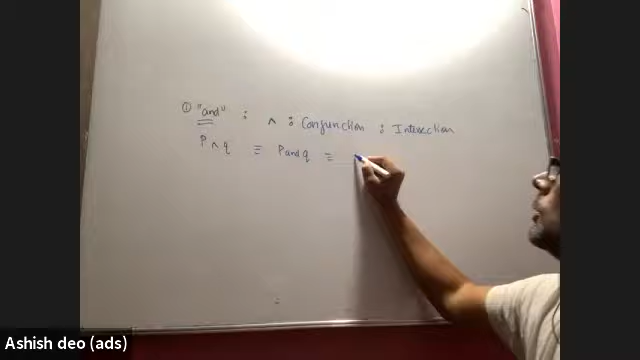 ① "and" : ∧ : Conjunction : Intersection
P ∧ q ≡ P and q ≡
Ashish deo (ads)